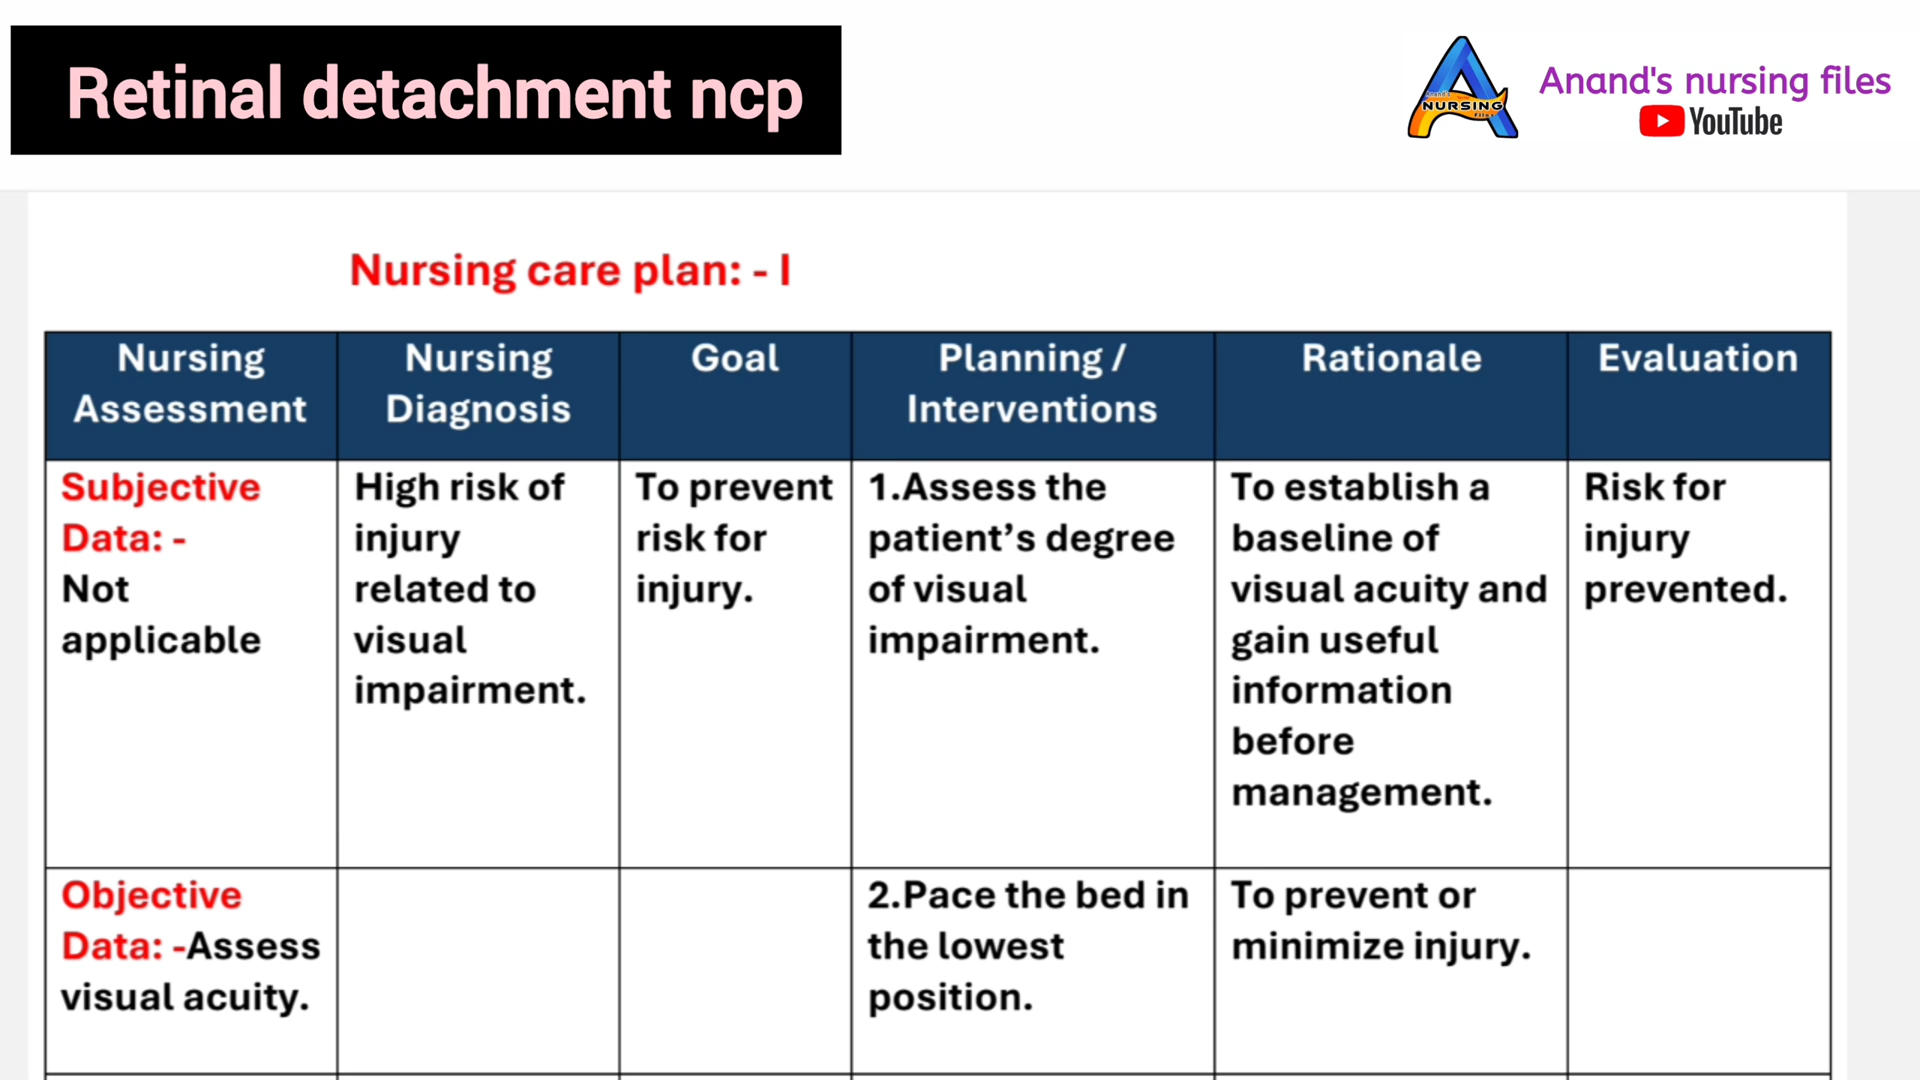 Retinal detachment ncp
NURSING
Files
Anand's nursing files
YouTube
Nursing care plan: - I
Nursing
Assessment
Nursing
Diagnosis
Goal
Planning /
Interventions
Rationale
Evaluation
Subjective
Data: -
Not
applicable
High risk of
injury
related to
visual
impairment.
To prevent
risk for
injury.
1.Assess the
patient’s degree
of visual
impairment.
To establish a
baseline of
visual acuity and
gain useful
information
before
management.
Risk for
injury
prevented.
Objective
Data: -Assess
visual acuity.
2.Pace the bed in
the lowest
position.
To prevent or
minimize injury.